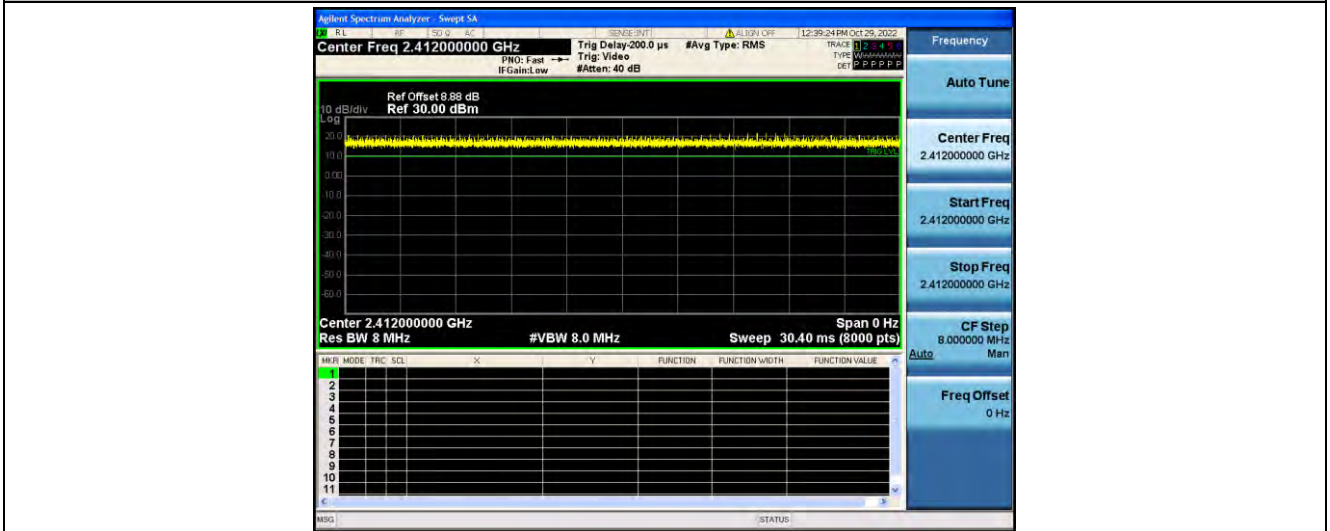 Agilent Spectrum Analyzer - Swept SA
RL RF 50 Ω AC SENSE:INT ALIGN OFF 12:39:24 PM Oct 29, 2022
Center Freq 2.412000000 GHz
PNO: Fast
IFGain:Low
Trig Delay-200.0 µs
Trig: Video
#Atten: 40 dB
#Avg Type: RMS
TRACE 1 2 3 4 5 6
TYPE
DET P P P P P P
Ref Offset 8.88 dB
10 dB/div Ref 30.00 dBm
Log
20.0
10.0
TRIG LVL
0.00
-10.0
-20.0
-30.0
-40.0
-50.0
-60.0
Center 2.412000000 GHz Span 0 Hz
Res BW 8 MHz #VBW 8.0 MHz Sweep 30.40 ms (8000 pts)
MKR MODE TRC SCL X Y FUNCTION FUNCTION WIDTH FUNCTION VALUE
1
2
3
4
5
6
7
8
9
10
11
MSG STATUS
Frequency
Auto Tune
Center Freq
2.412000000 GHz
Start Freq
2.412000000 GHz
Stop Freq
2.412000000 GHz
CF Step
8.000000 MHz
Auto Man
Freq Offset
0 Hz